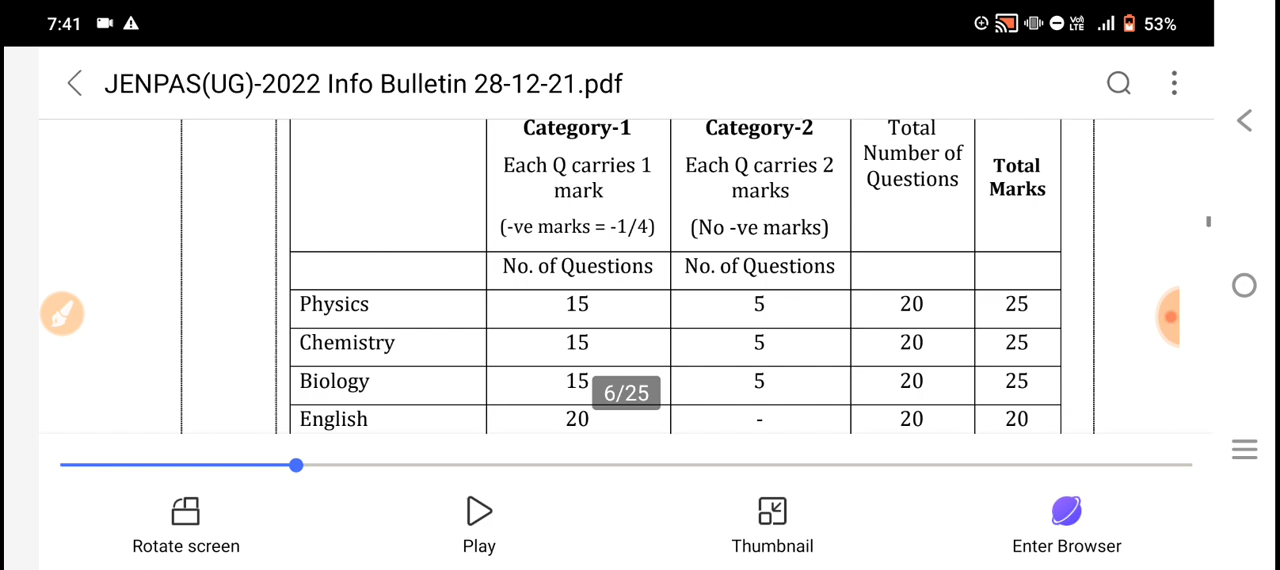 7:41
Vo)
LTE
53%
JENPAS(UG)-2022 Info Bulletin 28-12-21.pdf
Category-1 Category-2 Total
Each Q carries 1 Each Q carries 2 Number of Total
mark marks Questions Marks
(-ve marks = -1/4) (No -ve marks)
No. of Questions No. of Questions
Physics 15 5 20 25
Chemistry 15 5 20 25
Biology 15 5 20 25
6/25
English 20 - 20 20
Rotate screen Play Thumbnail Enter Browser